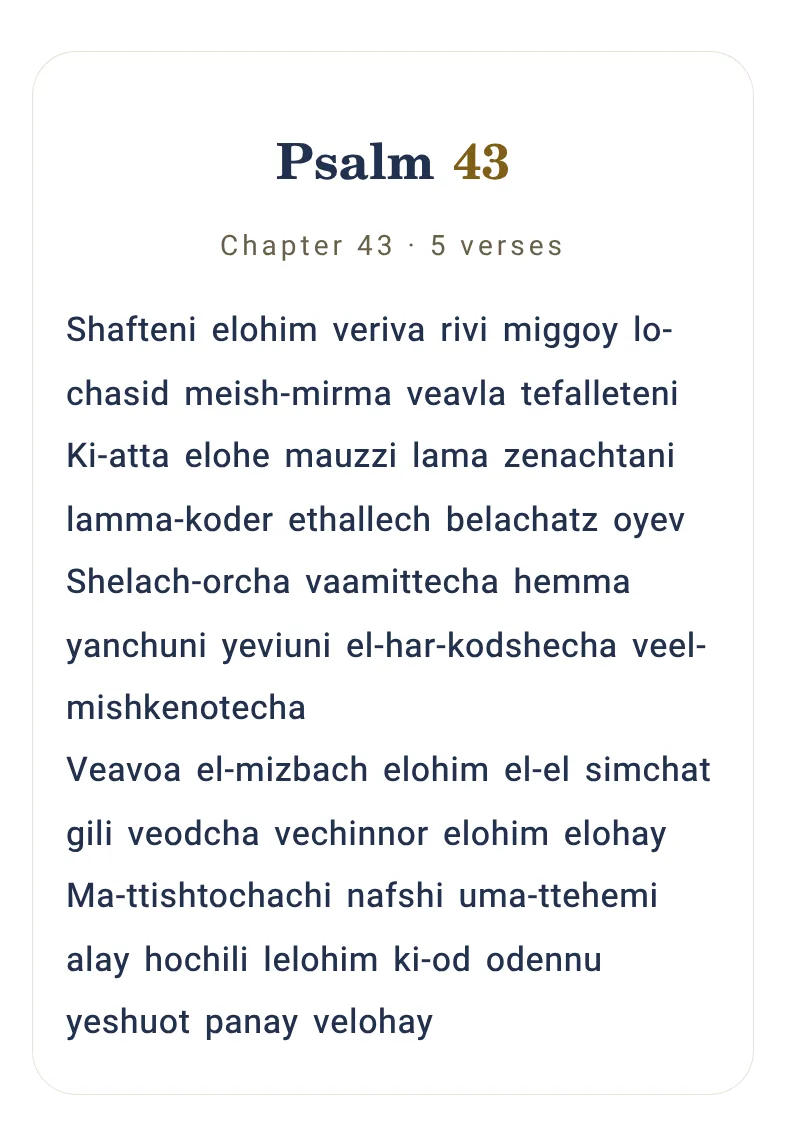 Psalm 43
Chapter 43 · 5 verses
Shafteni elohim veriva rivi miggoy lo-
chasid meish-mirma veavla tefalleteni
Ki-atta elohe mauzzi lama zenachtani
lamma-koder ethallech belachatz oyev
Shelach-orcha vaamittecha hemma
yanchuni yeviuni el-har-kodshecha veel-
mishkenotecha
Veavoa el-mizbach elohim el-el simchat
gili veodcha vechinnor elohim elohay
Ma-ttishtochachi nafshi uma-ttehemi
alay hochili lelohim ki-od odennu
yeshuot panay velohay